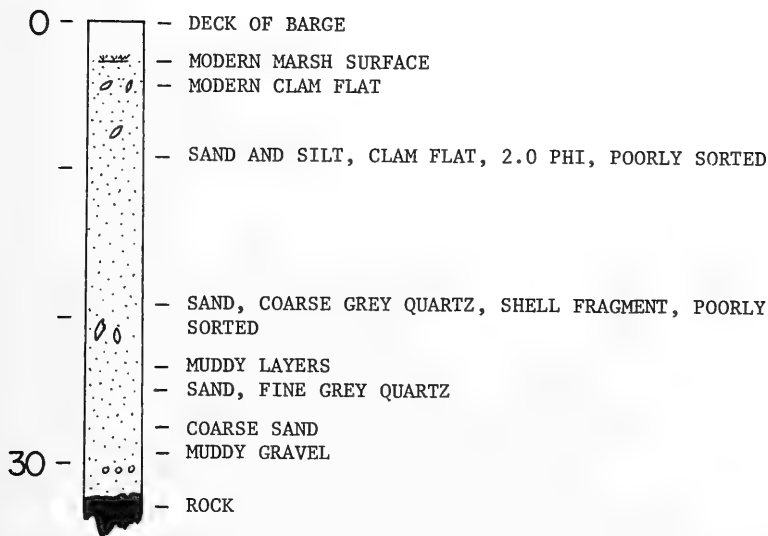 0 — — DECK OF BARGE
— MODERN MARSH SURFACE
— MODERN CLAM FLAT
— SAND AND SILT, CLAM FLAT, 2.0 PHI, POORLY SORTED
— SAND, COARSE GREY QUARTZ, SHELL FRAGMENT, POORLY
SORTED
— MUDDY LAYERS
— SAND, FINE GREY QUARTZ
— COARSE SAND
— MUDDY GRAVEL
30 —
— ROCK